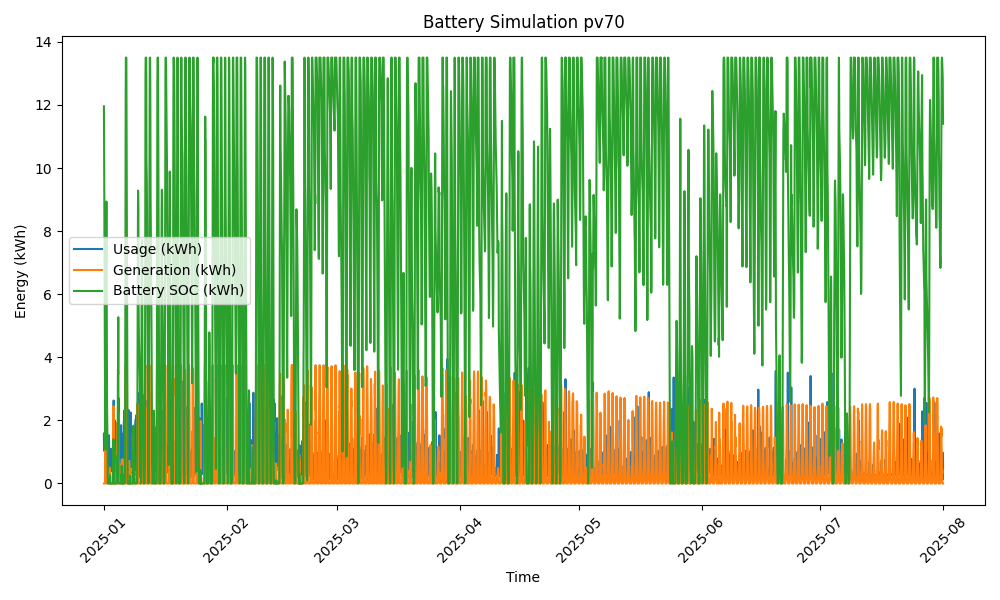 Battery Simulation pv70
Energy (kWh)
14
12
10
8
6
4
2
0
Usage (kWh)
Generation (kWh)
Battery SOC (kWh)
2025-01
2025-02
2025-03
2025-04
2025-05
2025-06
2025-07
2025-08
Time